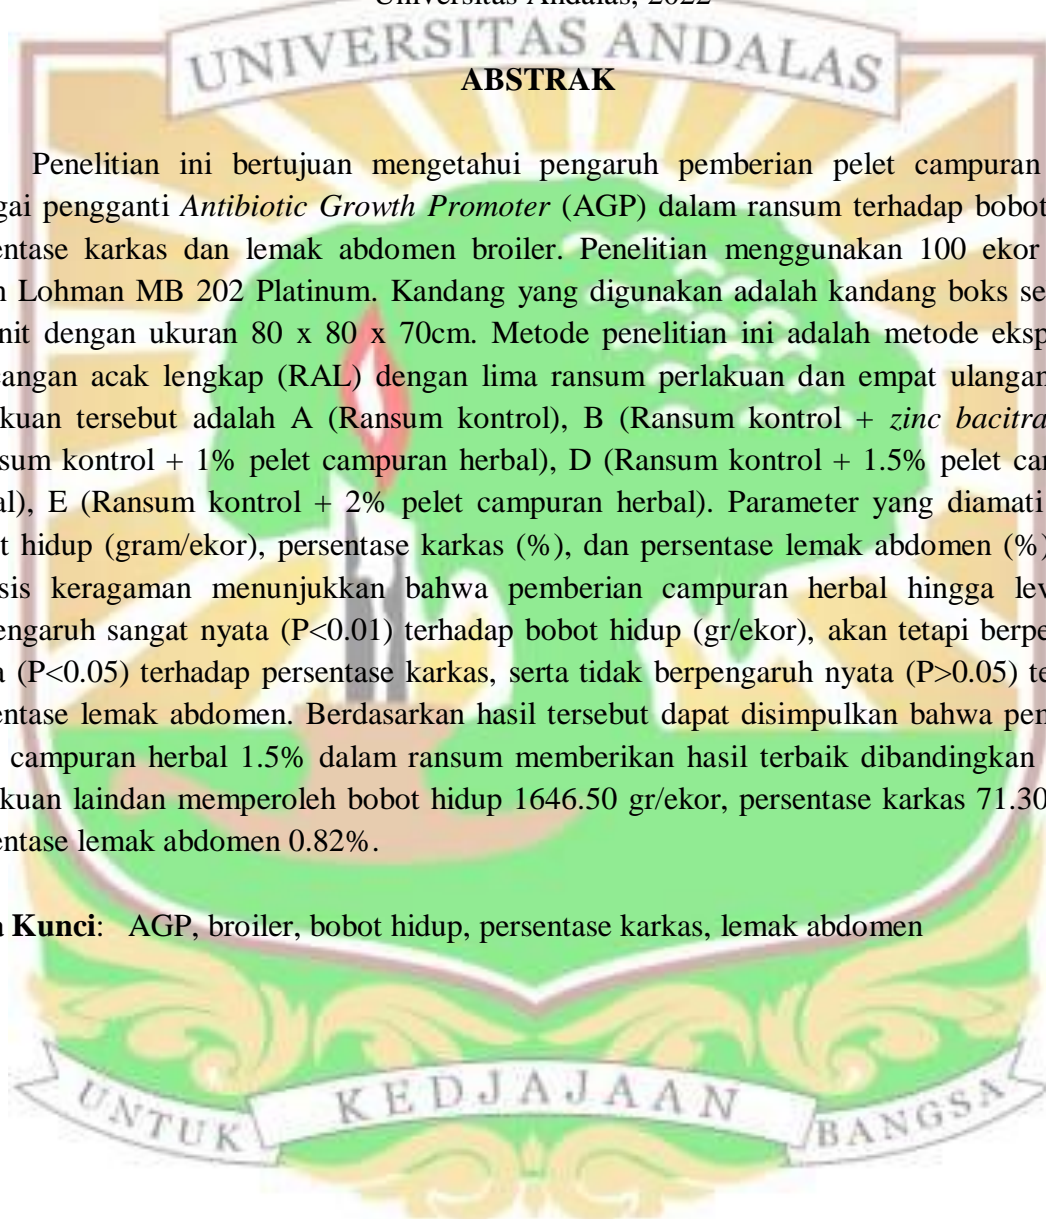 Universitas Andalas, 2022
UNIVERSITAS ANDALAS
ABSTRAK
Penelitian ini bertujuan mengetahui pengaruh pemberian pelet campuran
gai pengganti Antibiotic Growth Promoter (AGP) dalam ransum terhadap bobot
entase karkas dan lemak abdomen broiler. Penelitian menggunakan 100 ekor
n Lohman MB 202 Platinum. Kandang yang digunakan adalah kandang boks se
nit dengan ukuran 80 x 80 x 70cm. Metode penelitian ini adalah metode eksp
cangan acak lengkap (RAL) dengan lima ransum perlakuan dan empat ulangan
kuan tersebut adalah A (Ransum kontrol), B (Ransum kontrol + zinc bacitra
sum kontrol + 1% pelet campuran herbal), D (Ransum kontrol + 1.5% pelet ca
al), E (Ransum kontrol + 2% pelet campuran herbal). Parameter yang diamati
t hidup (gram/ekor), persentase karkas (%), dan persentase lemak abdomen (%)
sis keragaman menunjukkan bahwa pemberian campuran herbal hingga lev
engaruh sangat nyata (P<0.01) terhadap bobot hidup (gr/ekor), akan tetapi berpe
a (P<0.05) terhadap persentase karkas, serta tidak berpengaruh nyata (P>0.05) te
entase lemak abdomen. Berdasarkan hasil tersebut dapat disimpulkan bahwa pem
campuran herbal 1.5% dalam ransum memberikan hasil terbaik dibandingkan
kuan laindan memperoleh bobot hidup 1646.50 gr/ekor, persentase karkas 71.30
entase lemak abdomen 0.82%.
a Kunci: AGP, broiler, bobot hidup, persentase karkas, lemak abdomen
UNTUK KEDJAJAAN BANGSA